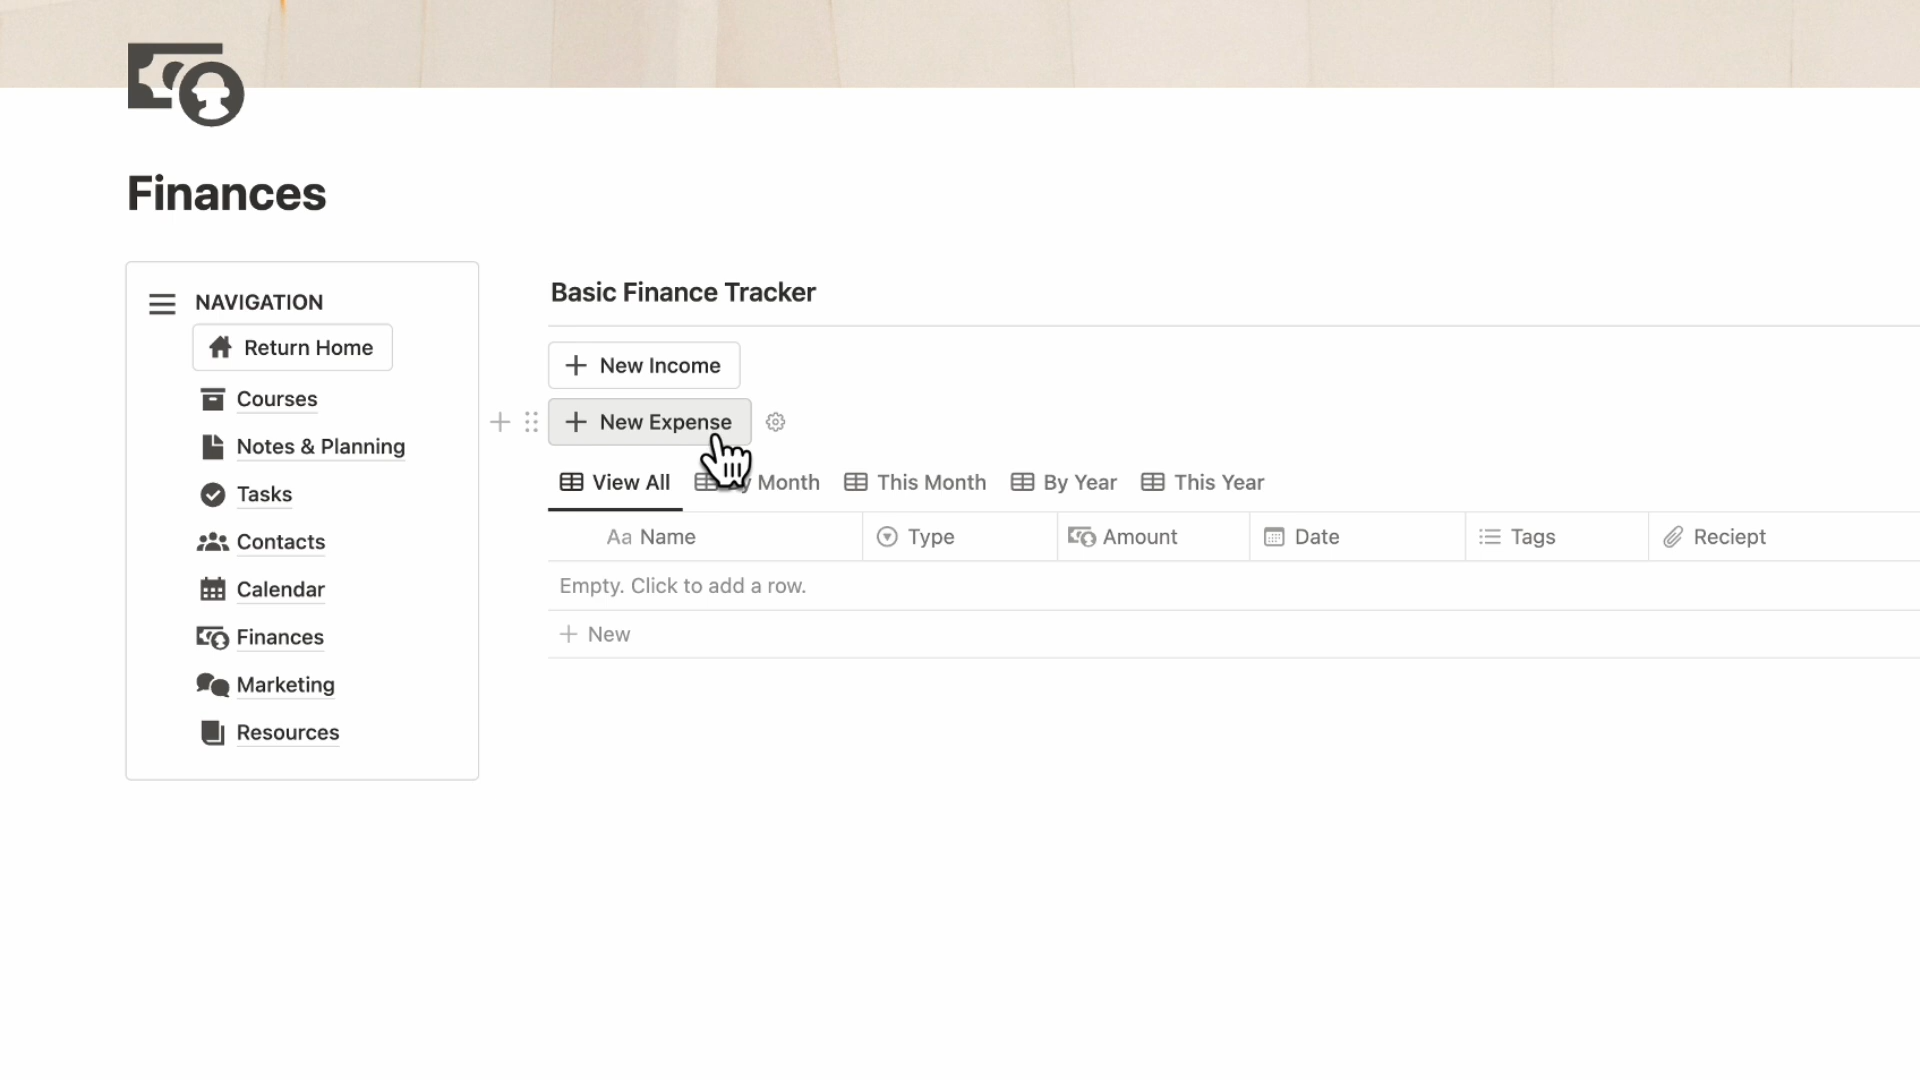 Finances
NAVIGATION
Return Home
Courses
Notes & Planning
Tasks
Contacts
Calendar
Finances
Marketing
Resources
Basic Finance Tracker
New Income
New Expense
View All
Month
This Month
By Year
This Year
Aa Name
Type
Amount
Date
Tags
Reciept
Empty. Click to add a row.
New